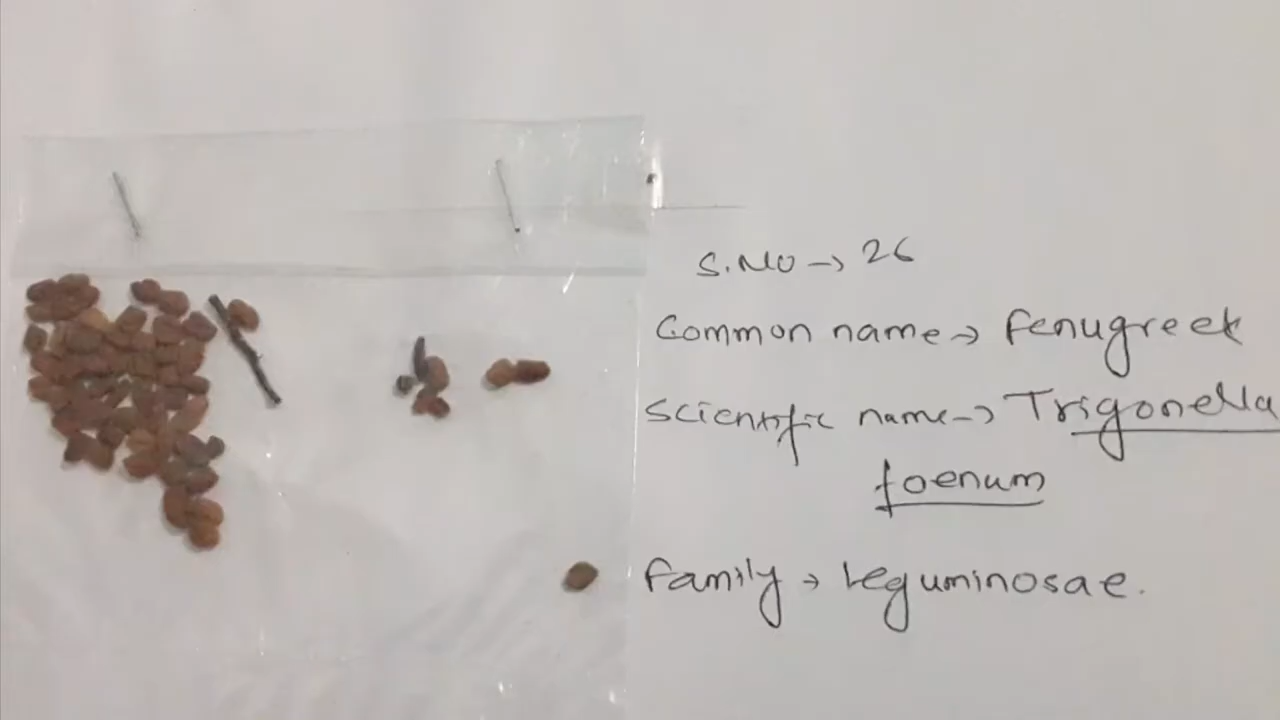 S.No → 26
Common name → Fenugreek
Scientific name → Trigonella
foenum
Family → Leguminosae.